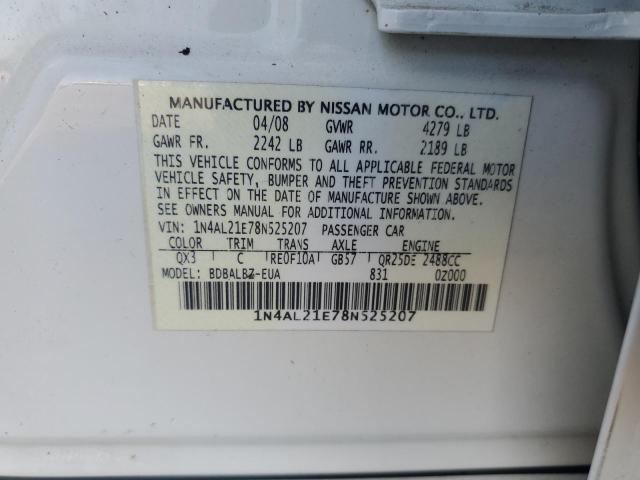 MANUFACTURED BY NISSAN MOTOR CO., LTD.
DATE 04/08 GVWR 4279 LB
GAWR FR. 2242 LB GAWR RR. 2189 LB
THIS VEHICLE CONFORMS TO ALL APPLICABLE FEDERAL MOTOR
VEHICLE SAFETY, BUMPER AND THEFT PREVENTION STANDARDS
IN EFFECT ON THE DATE OF MANUFACTURE SHOWN ABOVE.
SEE OWNERS MANUAL FOR ADDITIONAL INFORMATION.
VIN: 1N4AL21E78N525207 PASSENGER CAR
COLOR TRIM TRANS AXLE ENGINE
QX3 C RE0F10A GB57 QR25DE 2488CC
MODEL: BDBALBZ-EUA 831 0Z000
1N4AL21E78N525207